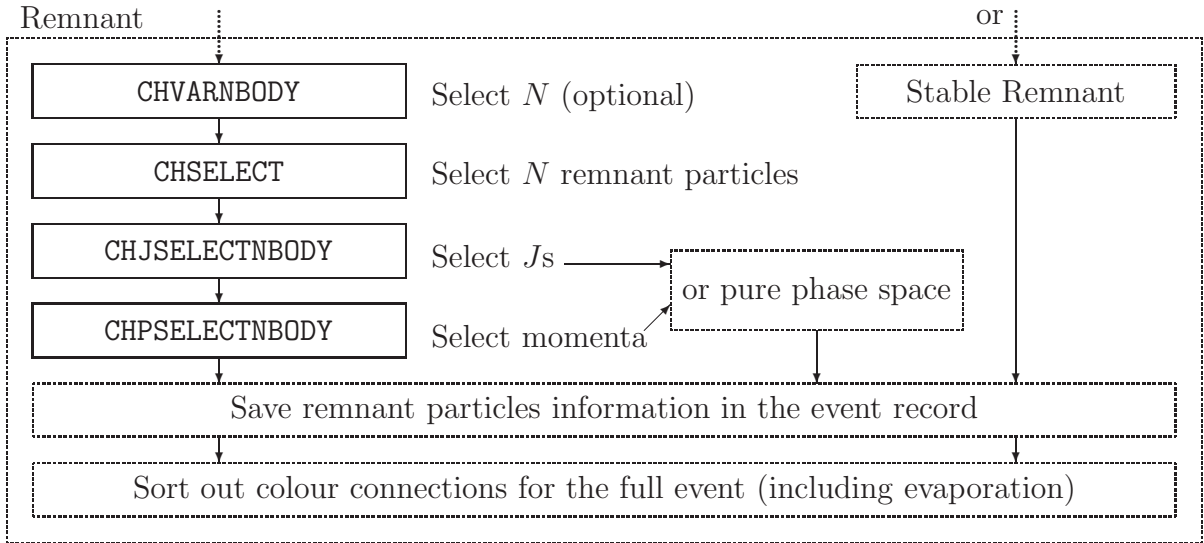 Remnant
or
CHVARNBODY
Select N (optional)
Stable Remnant
CHSELECT
Select N remnant particles
CHJSELECTNBODY
Select Js
or pure phase space
CHPSELECTNBODY
Select momenta
Save remnant particles information in the event record
Sort out colour connections for the full event (including evaporation)